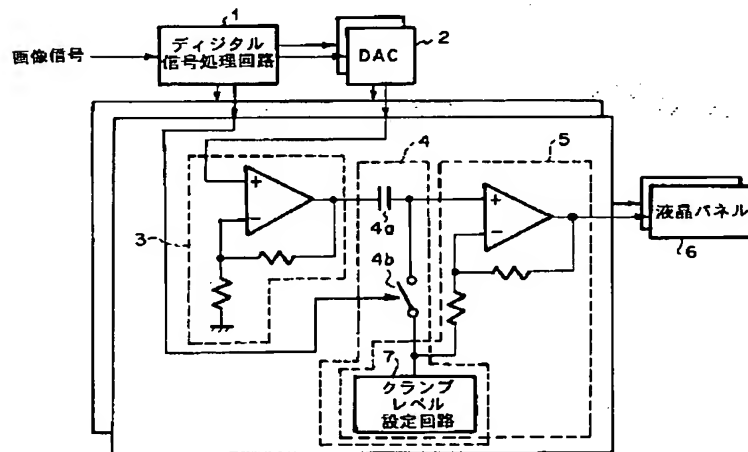 1
画像信号
ディジタル
信号処理回路
DAC
2
3
+
−
4
4a
4b
5
+
−
液晶パネル
6
7
クランプ
レベル
設定回路